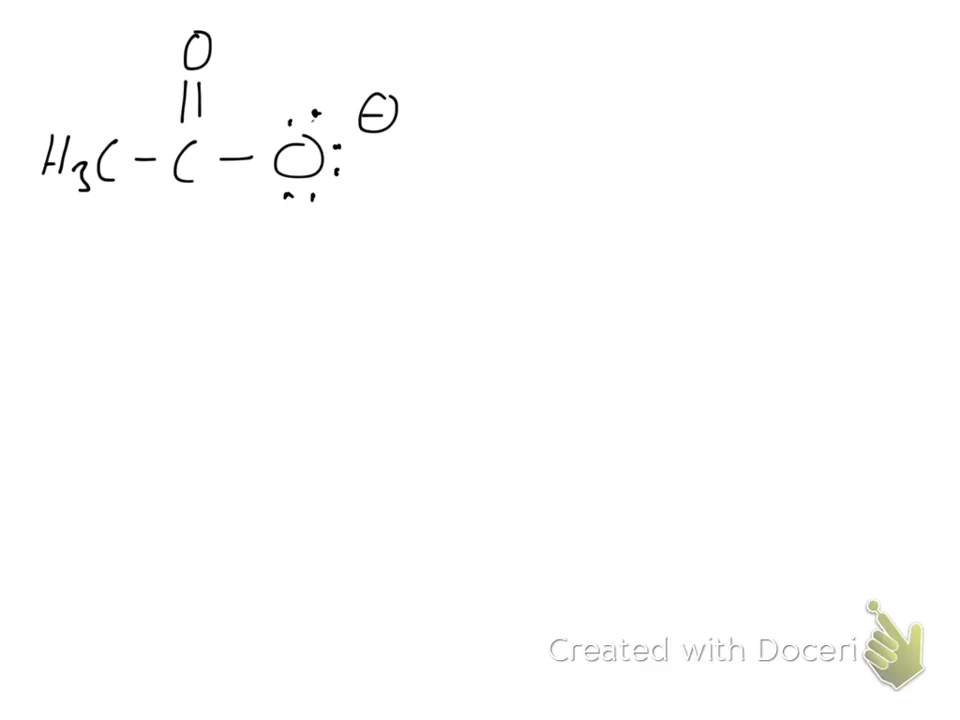 O
||
H₃C - C - O ⊖
Created with Doceri